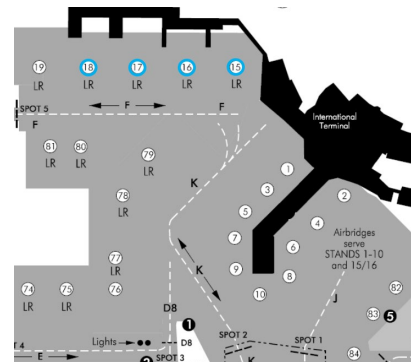 19
18
17
16
15
LR
LR
LR
LR
LR
SPOT 5
F
F
F
International
Terminal
81
80
79
LR
LR
LR
K
1
3
2
78
LR
5
4
7
6
Airbridges
serve
STANDS 1-10
and 15/16
77
LR
K
9
8
74
75
76
LR
LR
10
J
82
83
5
D8
1
Lights
D8
SPOT 2
SPOT 1
E
SPOT 3
84